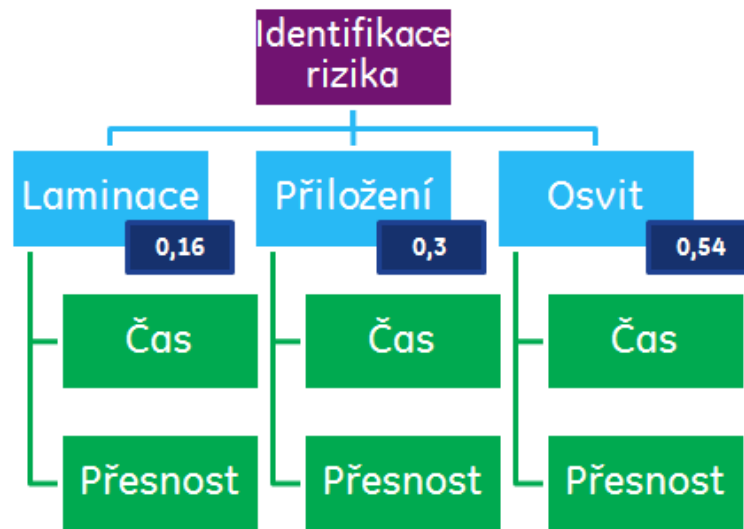 Identifikace
rizika
Laminace
Přiložení
Osvit
0,16
0,3
0,54
Čas
Čas
Čas
Přesnost
Přesnost
Přesnost